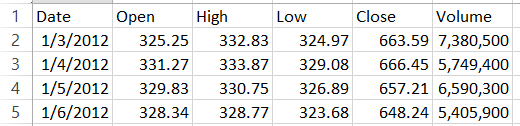 1 Date Open High Low Close Volume
2 1/3/2012 325.25 332.83 324.97 663.59 7,380,500
3 1/4/2012 331.27 333.87 329.08 666.45 5,749,400
4 1/5/2012 329.83 330.75 326.89 657.21 6,590,300
5 1/6/2012 328.34 328.77 323.68 648.24 5,405,900